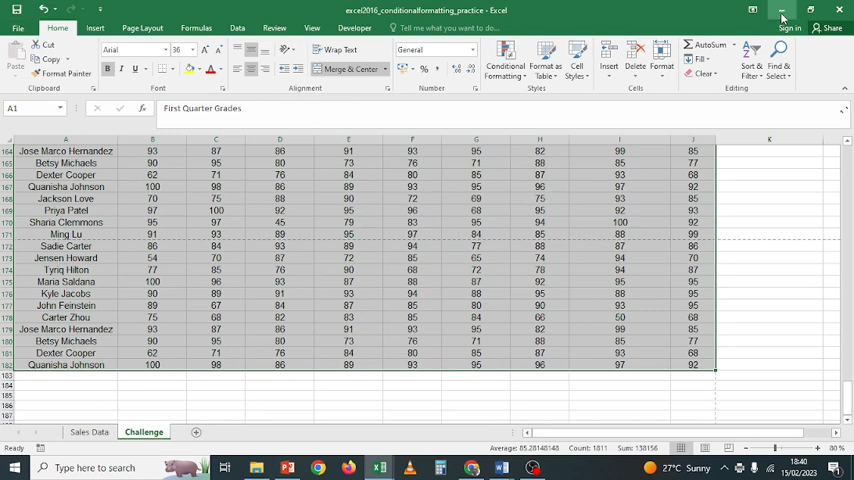 excel2016_conditionalformatting_practice - Excel
Sign in
Share
File Home Insert Page Layout Formulas Data Review View Developer Tell me what you want to do...
Cut
Copy
Paste
Format Painter
Clipboard
Arial 36
Font
Wrap Text
Merge & Center
Alignment
General
Number
Conditional Formatting
Format as Table
Cell Styles
Styles
Insert Delete Format
Cells
AutoSum
Fill
Clear
Sort & Filter
Find & Select
Editing
A1 First Quarter Grades
A B C D E F G H I J K
164 Jose Marco Hernandez 93 87 86 91 93 95 82 99 85
165 Betsy Michaels 90 95 80 73 76 71 88 85 77
166 Dexter Cooper 62 71 76 84 80 85 87 93 68
167 Quanisha Johnson 100 98 86 89 93 95 96 97 92
168 Jackson Love 70 75 88 90 72 69 75 93 85
169 Priya Patel 97 100 92 95 96 68 95 92 93
170 Sharia Clemmons 95 97 45 79 83 95 94 100 92
171 Ming Lu 91 93 89 95 97 84 85 88 99
172 Sadie Carter 86 84 93 89 94 77 88 87 86
173 Jensen Howard 54 70 87 72 85 65 74 94 70
174 Tyriq Hilton 77 85 76 90 68 72 78 94 87
175 Maria Saldana 100 96 93 87 88 87 92 95 95
176 Kyle Jacobs 90 89 91 93 94 88 95 88 95
177 John Feinstein 89 67 84 87 85 80 90 93 95
178 Carter Zhou 75 68 82 83 85 84 66 50 68
179 Jose Marco Hernandez 93 87 86 91 93 95 82 99 85
180 Betsy Michaels 90 95 80 73 76 71 88 85 77
181 Dexter Cooper 62 71 76 84 80 85 87 93 68
182 Quanisha Johnson 100 98 86 89 93 95 96 97 92
183
184
185
186
187
Sales Data Challenge
Ready Average: 85.28148148 Count: 1811 Sum: 138156 80 %
Type here to search
27°C Sunny
18:40
15/02/2023